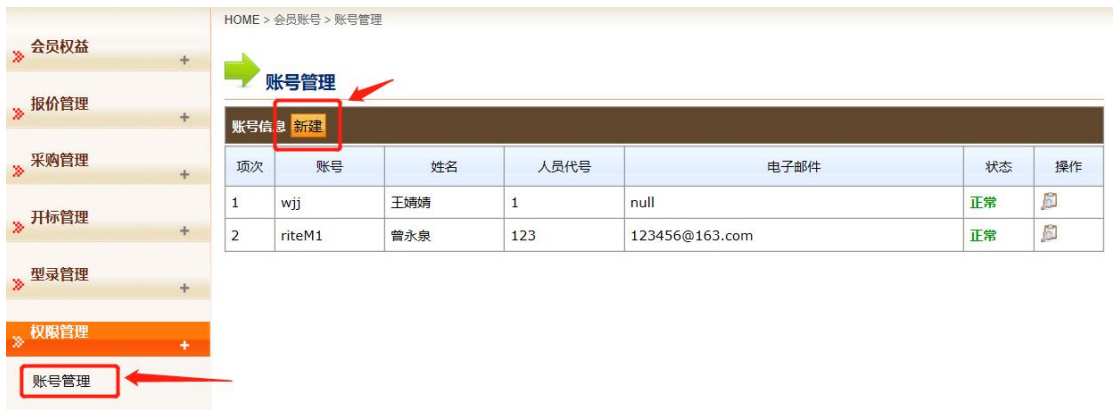 HOME > 会员账号 > 账号管理
会员权益
报价管理
采购管理
开标管理
型录管理
权限管理
账号管理
账号管理
账号信息 新建
项次 账号 姓名 人员代号 电子邮件 状态 操作
1 wjj 王婧婧 1 null 正常
2 riteM1 曾永泉 123 123456@163.com 正常